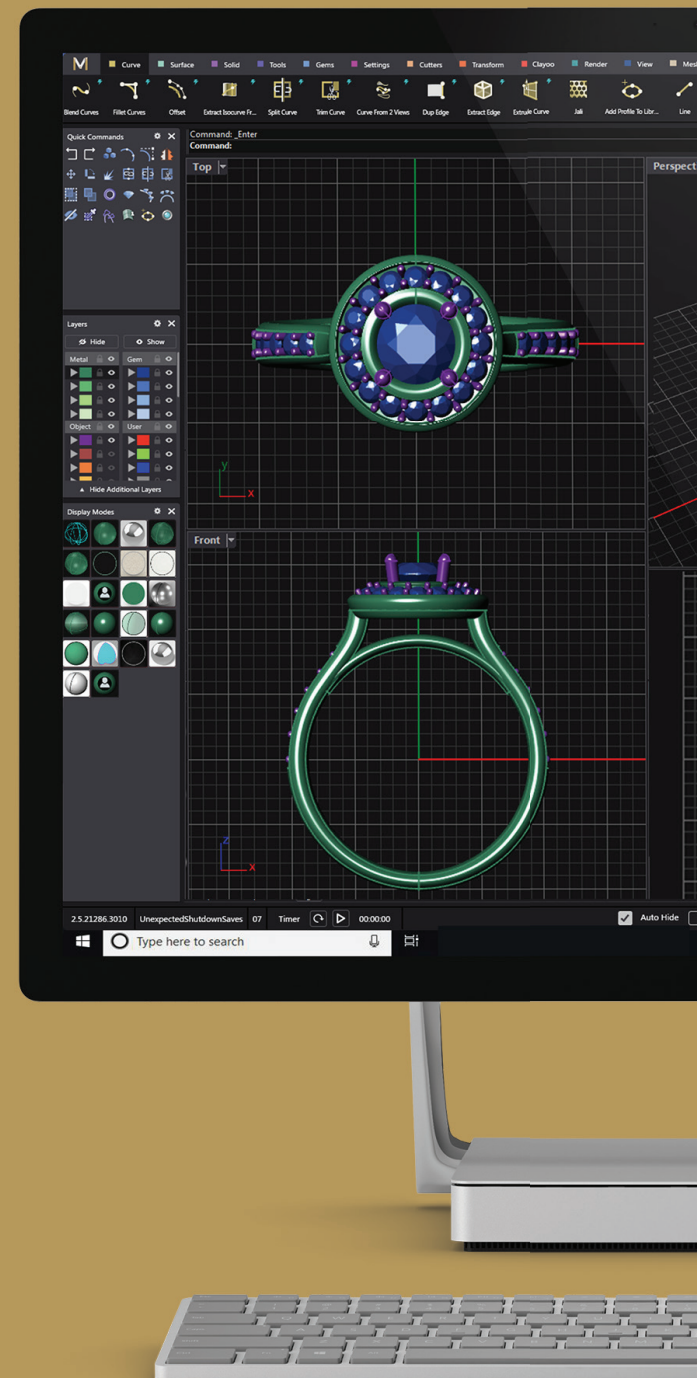 M
Curve Surface Solid Tools Gems Settings Cutters Transform Clayoo Render View Mesh
Blend Curves Fillet Curves Offset Extract Isocurve Fr... Split Curve Trim Curve Curve From 2 Views Dup Edge Extract Edge Extrude Curve Jali Add Profile To Libr... Line
Quick Commands
Command: _Enter
Command:
Top
Perspect
y
x
Layers
Hide Show
Metal Gem
Object User
Hide Additional Layers
Display Modes
Front
z
x
2.5.21286.3010 UnexpectedShutdownSaves 07 Timer 00:00:00 Auto Hide
Type here to search